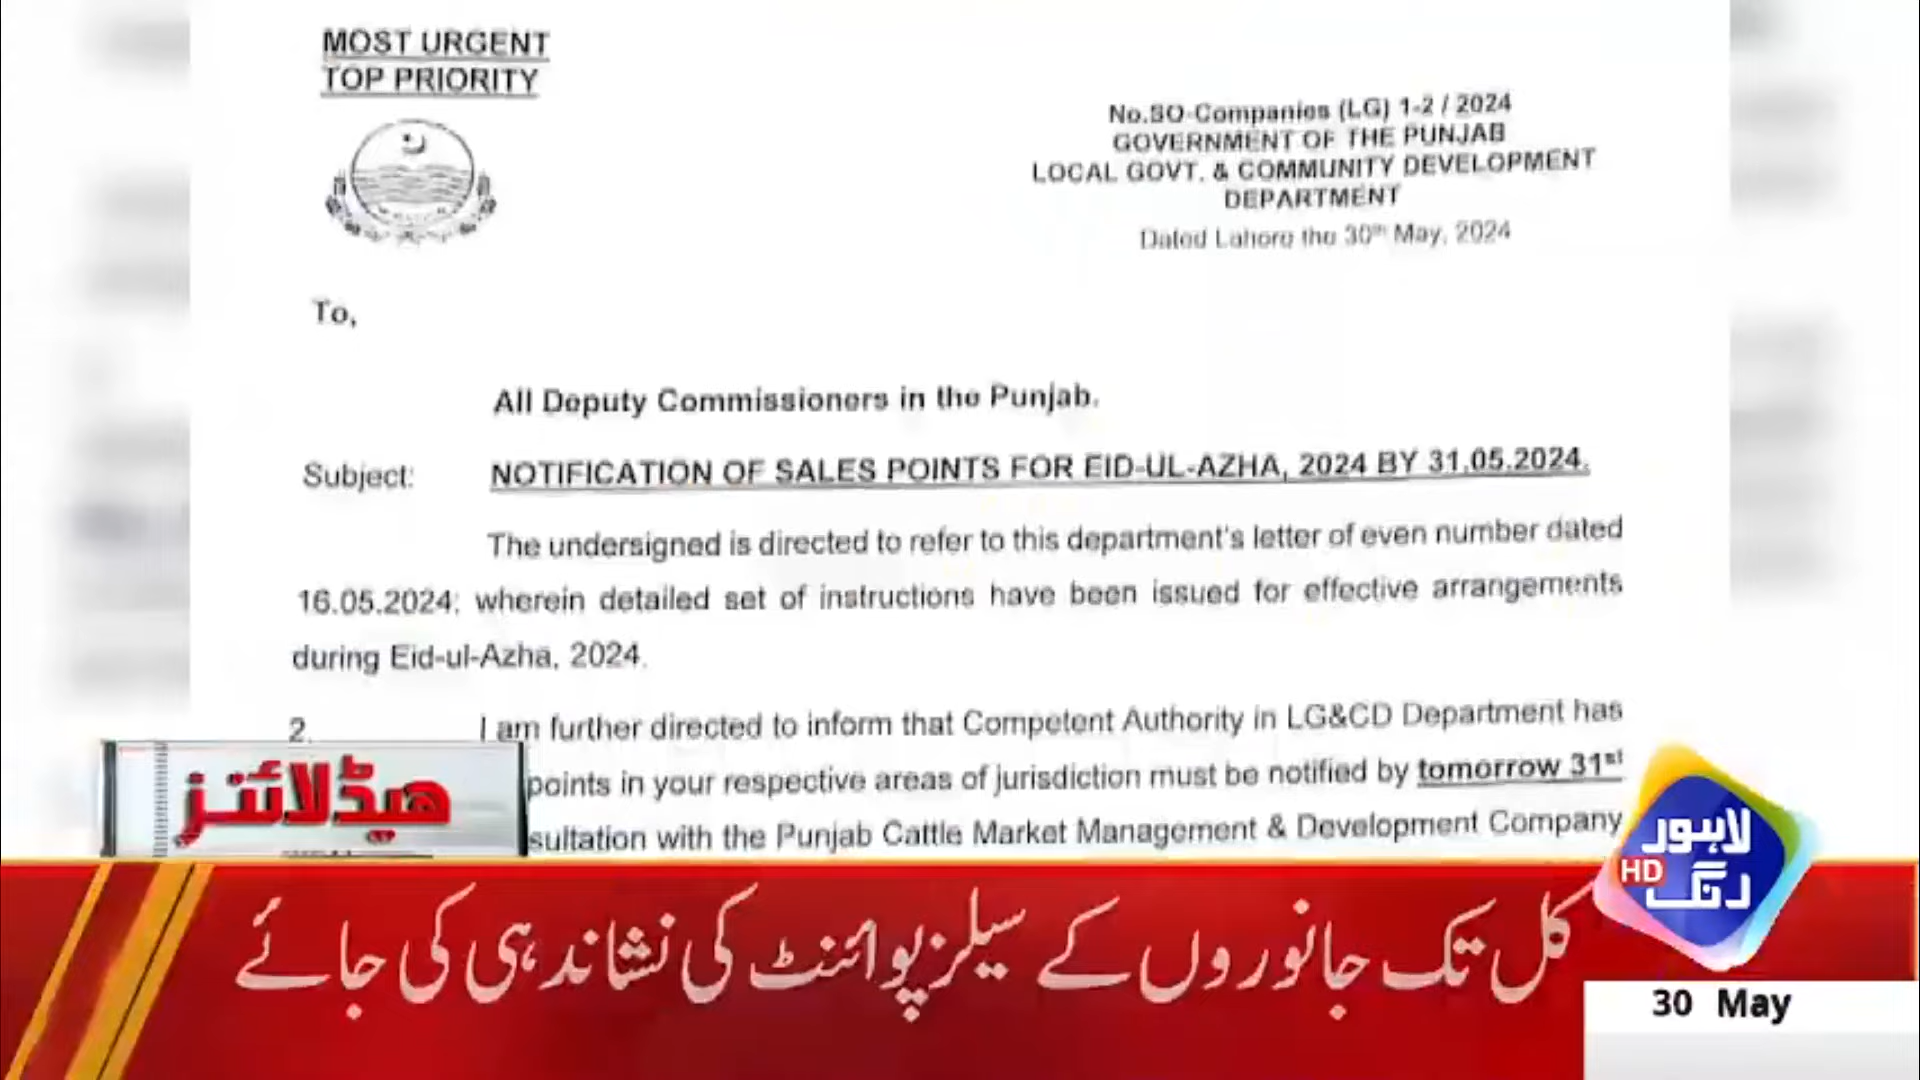 MOST URGENT
TOP PRIORITY
No.SO-Companies (LG) 1-2 / 2024
GOVERNMENT OF THE PUNJAB
LOCAL GOVT. & COMMUNITY DEVELOPMENT
DEPARTMENT
Dated Lahore the 30th May, 2024
To,
All Deputy Commissioners in the Punjab.
Subject: NOTIFICATION OF SALES POINTS FOR EID-UL-AZHA, 2024 BY 31.05.2024.
The undersigned is directed to refer to this department's letter of even number dated
16.05.2024; wherein detailed set of instructions have been issued for effective arrangements
during Eid-ul-Azha, 2024.
2. I am further directed to inform that Competent Authority in LG&CD Department has
points in your respective areas of jurisdiction must be notified by tomorrow 31st
sultation with the Punjab Cattle Market Management & Development Company
ہیڈلائنز
لاہور
رنگ
HD
کل تک جانوروں کے سیلز پوائنٹ کی نشاندہی کی جائے
30 May